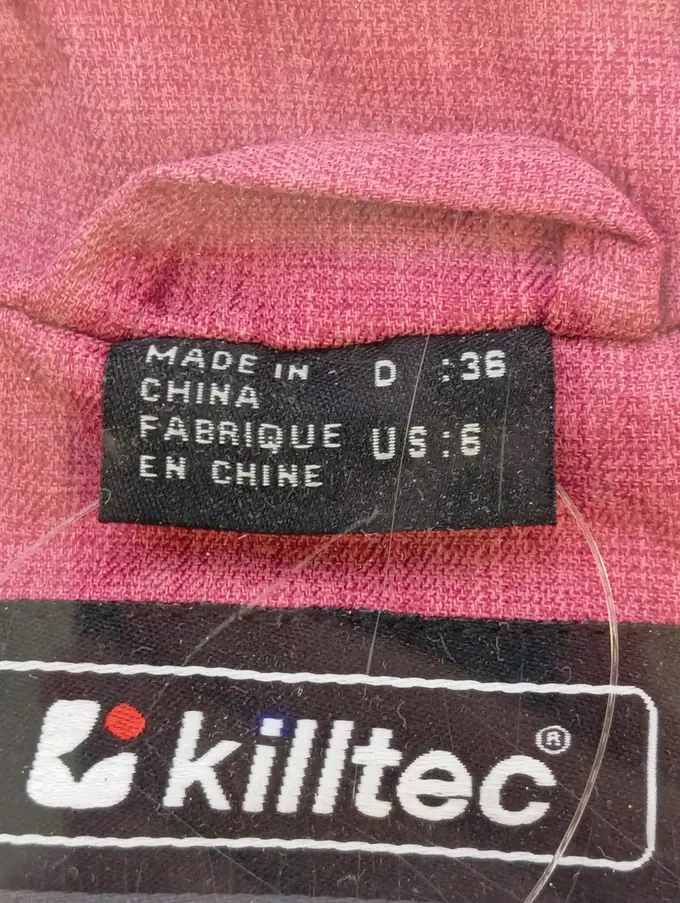 MADE IN
CHINA
FABRIQUE
EN CHINE
D :36
US:6
killtec®